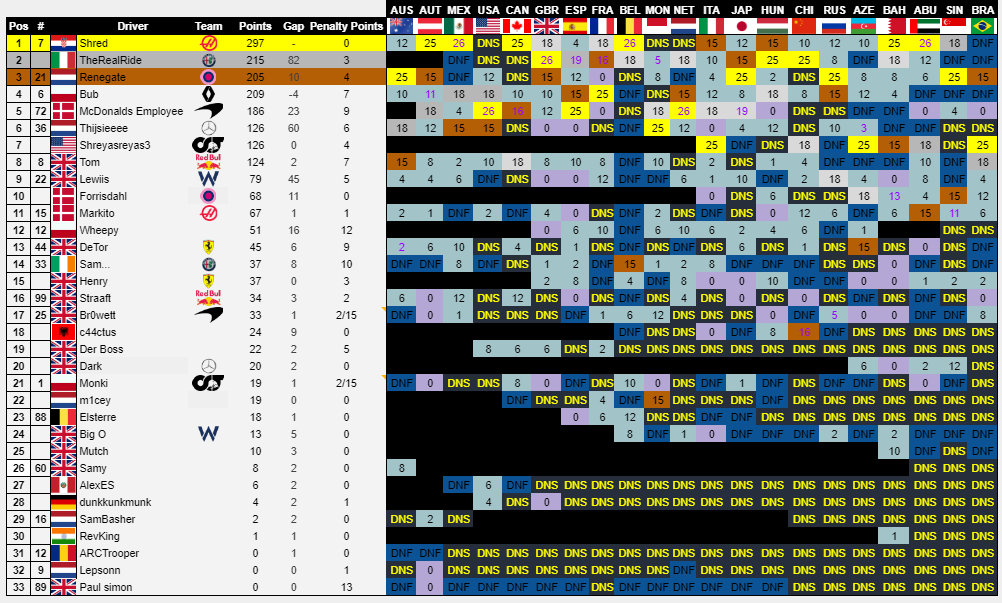 Pos # Driver Team Points Gap Penalty Points AUS AUT MEX USA CAN GBR ESP FRA BEL MON NET ITA JAP HUN CHI RUS AZE BAH ABU SIN BRA
1 7 Shred 297 - 0 12 25 26 DNS 25 18 4 18 26 DNS DNS 15 12 15 10 12 10 25 26 18 DNF
2 TheRealRide 215 82 3 DNF DNS DNS 26 19 16 18 5 18 10 18 25 25 8 DNF 18 12 DNF DNF
3 21 Renegate 205 10 4 25 15 DNF 12 DNS 15 12 0 DNS 8 DNF 4 25 2 DNS 25 8 8 6 25 15
4 6 Bub 209 -4 7 10 11 18 18 10 10 15 25 DNF DNS 15 12 8 18 8 15 12 4 DNF DNF DNF
5 72 McDonalds Employee 186 23 9 18 4 26 16 12 25 0 DNS 18 26 18 19 0 DNS DNF DNF DNF 0 4 0
6 36 Thijsieeee 126 60 6 18 12 15 15 DNS 0 0 DNS DNF 25 12 0 4 12 DNS 10 3 DNF DNF DNS DNS
7 Shreyasreyas3 126 0 4 25 DNF DNS 18 DNF 25 15 18 DNS 25
8 8 Tom Red Bull 124 2 7 15 8 2 10 18 8 10 8 DNF 10 DNS 2 DNS 1 4 DNF DNF DNF 10 DNF 18
9 22 Lewiis 79 45 5 4 4 6 DNF DNS 0 0 12 DNF DNF 6 1 10 DNF 2 18 4 0 8 DNF 4
10 Forrisdahl 68 11 0 0 DNS 6 DNS DNS 18 13 4 15 12
11 15 Markito 67 1 1 2 1 DNF 2 DNF 4 0 DNS DNF 2 DNS DNF DNS 0 12 6 DNF 6 15 11 6
12 12 Wheepy 51 16 12 0 6 10 DNF 6 10 6 2 4 6 DNF 1 DNS DNS
13 44 DeTor 45 6 9 2 6 10 DNS 4 DNS 1 DNS DNF DNS DNF DNS 6 DNS 1 DNS 15 DNS 0 DNS DNF
14 33 Sam... 37 8 10 DNF DNF 8 DNF DNS 1 2 DNF 15 1 2 8 DNF DNF DNF DNS DNS 0 DNF DNS 0
15 Henry 37 0 3 2 8 DNF 4 DNF 8 0 0 10 DNF DNF DNF 1 2 2
16 99 Straaft Red Bull 34 3 2 6 0 12 DNS 12 DNS 0 DNS DNF DNS 4 DNS 0 DNS 0 DNF DNS 0 DNS DNS 0
17 25 Br0wett 33 1 2/15 DNF 0 1 DNS DNS DNS DNF 1 6 12 DNS DNS DNS 0 DNF 5 0 0 DNF DNF 8
18 c44ctus 24 9 0 DNF DNS DNS 0 DNF 8 16 DNF DNS DNS DNS DNS DNS
19 Der Boss 22 2 5 8 6 6 DNS 2 DNS DNS DNS DNS DNS DNS DNS DNS DNS DNS DNS DNS DNS
20 Dark 20 2 0 6 0 2 12 DNS
21 1 Monki 19 1 2/15 DNF 0 DNS DNS 8 0 DNF DNS 10 0 DNS DNF 1 DNF DNS DNS DNS DNS 0 DNF DNS
22 m1cey 19 0 0 DNF DNS DNS 4 DNF 15 DNS DNS DNS DNS DNS DNS DNS DNS DNS DNS DNS
23 88 Elsterre 18 1 0 0 6 12 DNS DNS DNF DNF DNF DNS DNS DNS DNS DNS DNS DNS
24 Big O 13 5 0 8 DNF 1 0 DNF DNF DNF 2 DNF 2 DNF DNF DNF
25 Mutch 10 3 0 10 DNF DNS DNF
26 60 Samy 8 2 0 8 DNS DNS DNS
27 AlexES 6 2 0 DNF 6 DNF DNS DNS DNS DNS DNS DNS DNS DNS DNS DNS DNS DNS DNS DNS DNS DNS
28 dunkkunkmunk 4 2 1 4 DNS 0 DNS DNS DNS DNS DNS DNS DNS DNS DNS DNS DNS DNS DNS DNS DNS
29 16 SamBasher 2 2 0 DNS 2 DNS DNS DNS DNS DNS DNS DNS DNS
30 RevKing 1 1 0 1 DNS DNS DNS
31 12 ARCTrooper 0 1 0 DNF DNF DNS DNS DNS DNS DNS DNS DNS DNS DNS DNS DNS DNS DNS DNS DNS DNS DNS DNS DNS
32 9 Lepsonn 0 0 1 DNS 0 DNS DNS DNS DNS DNS DNS DNS DNS DNS DNS DNS DNS DNS DNS DNS DNS DNS DNS DNS
33 89 Paul simon 0 0 13 DNF 0 DNF DNF DNF DNF DNF DNS DNF DNF DNF DNF DNF DNF DNS DNS DNS DNS DNS DNS DNS